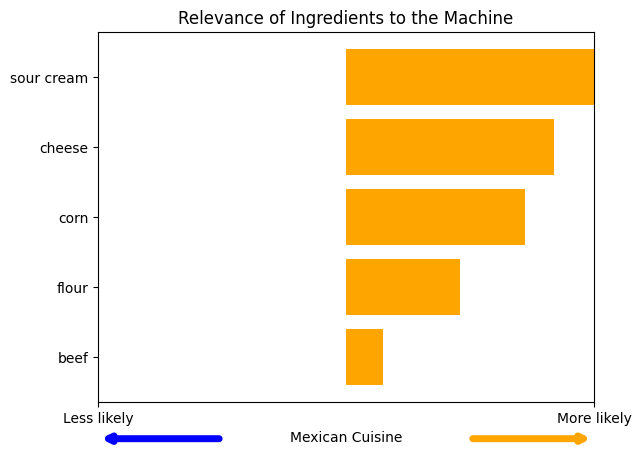 Relevance of Ingredients to the Machine
sour cream
cheese
corn
flour
beef
Less likely
More likely
Mexican Cuisine